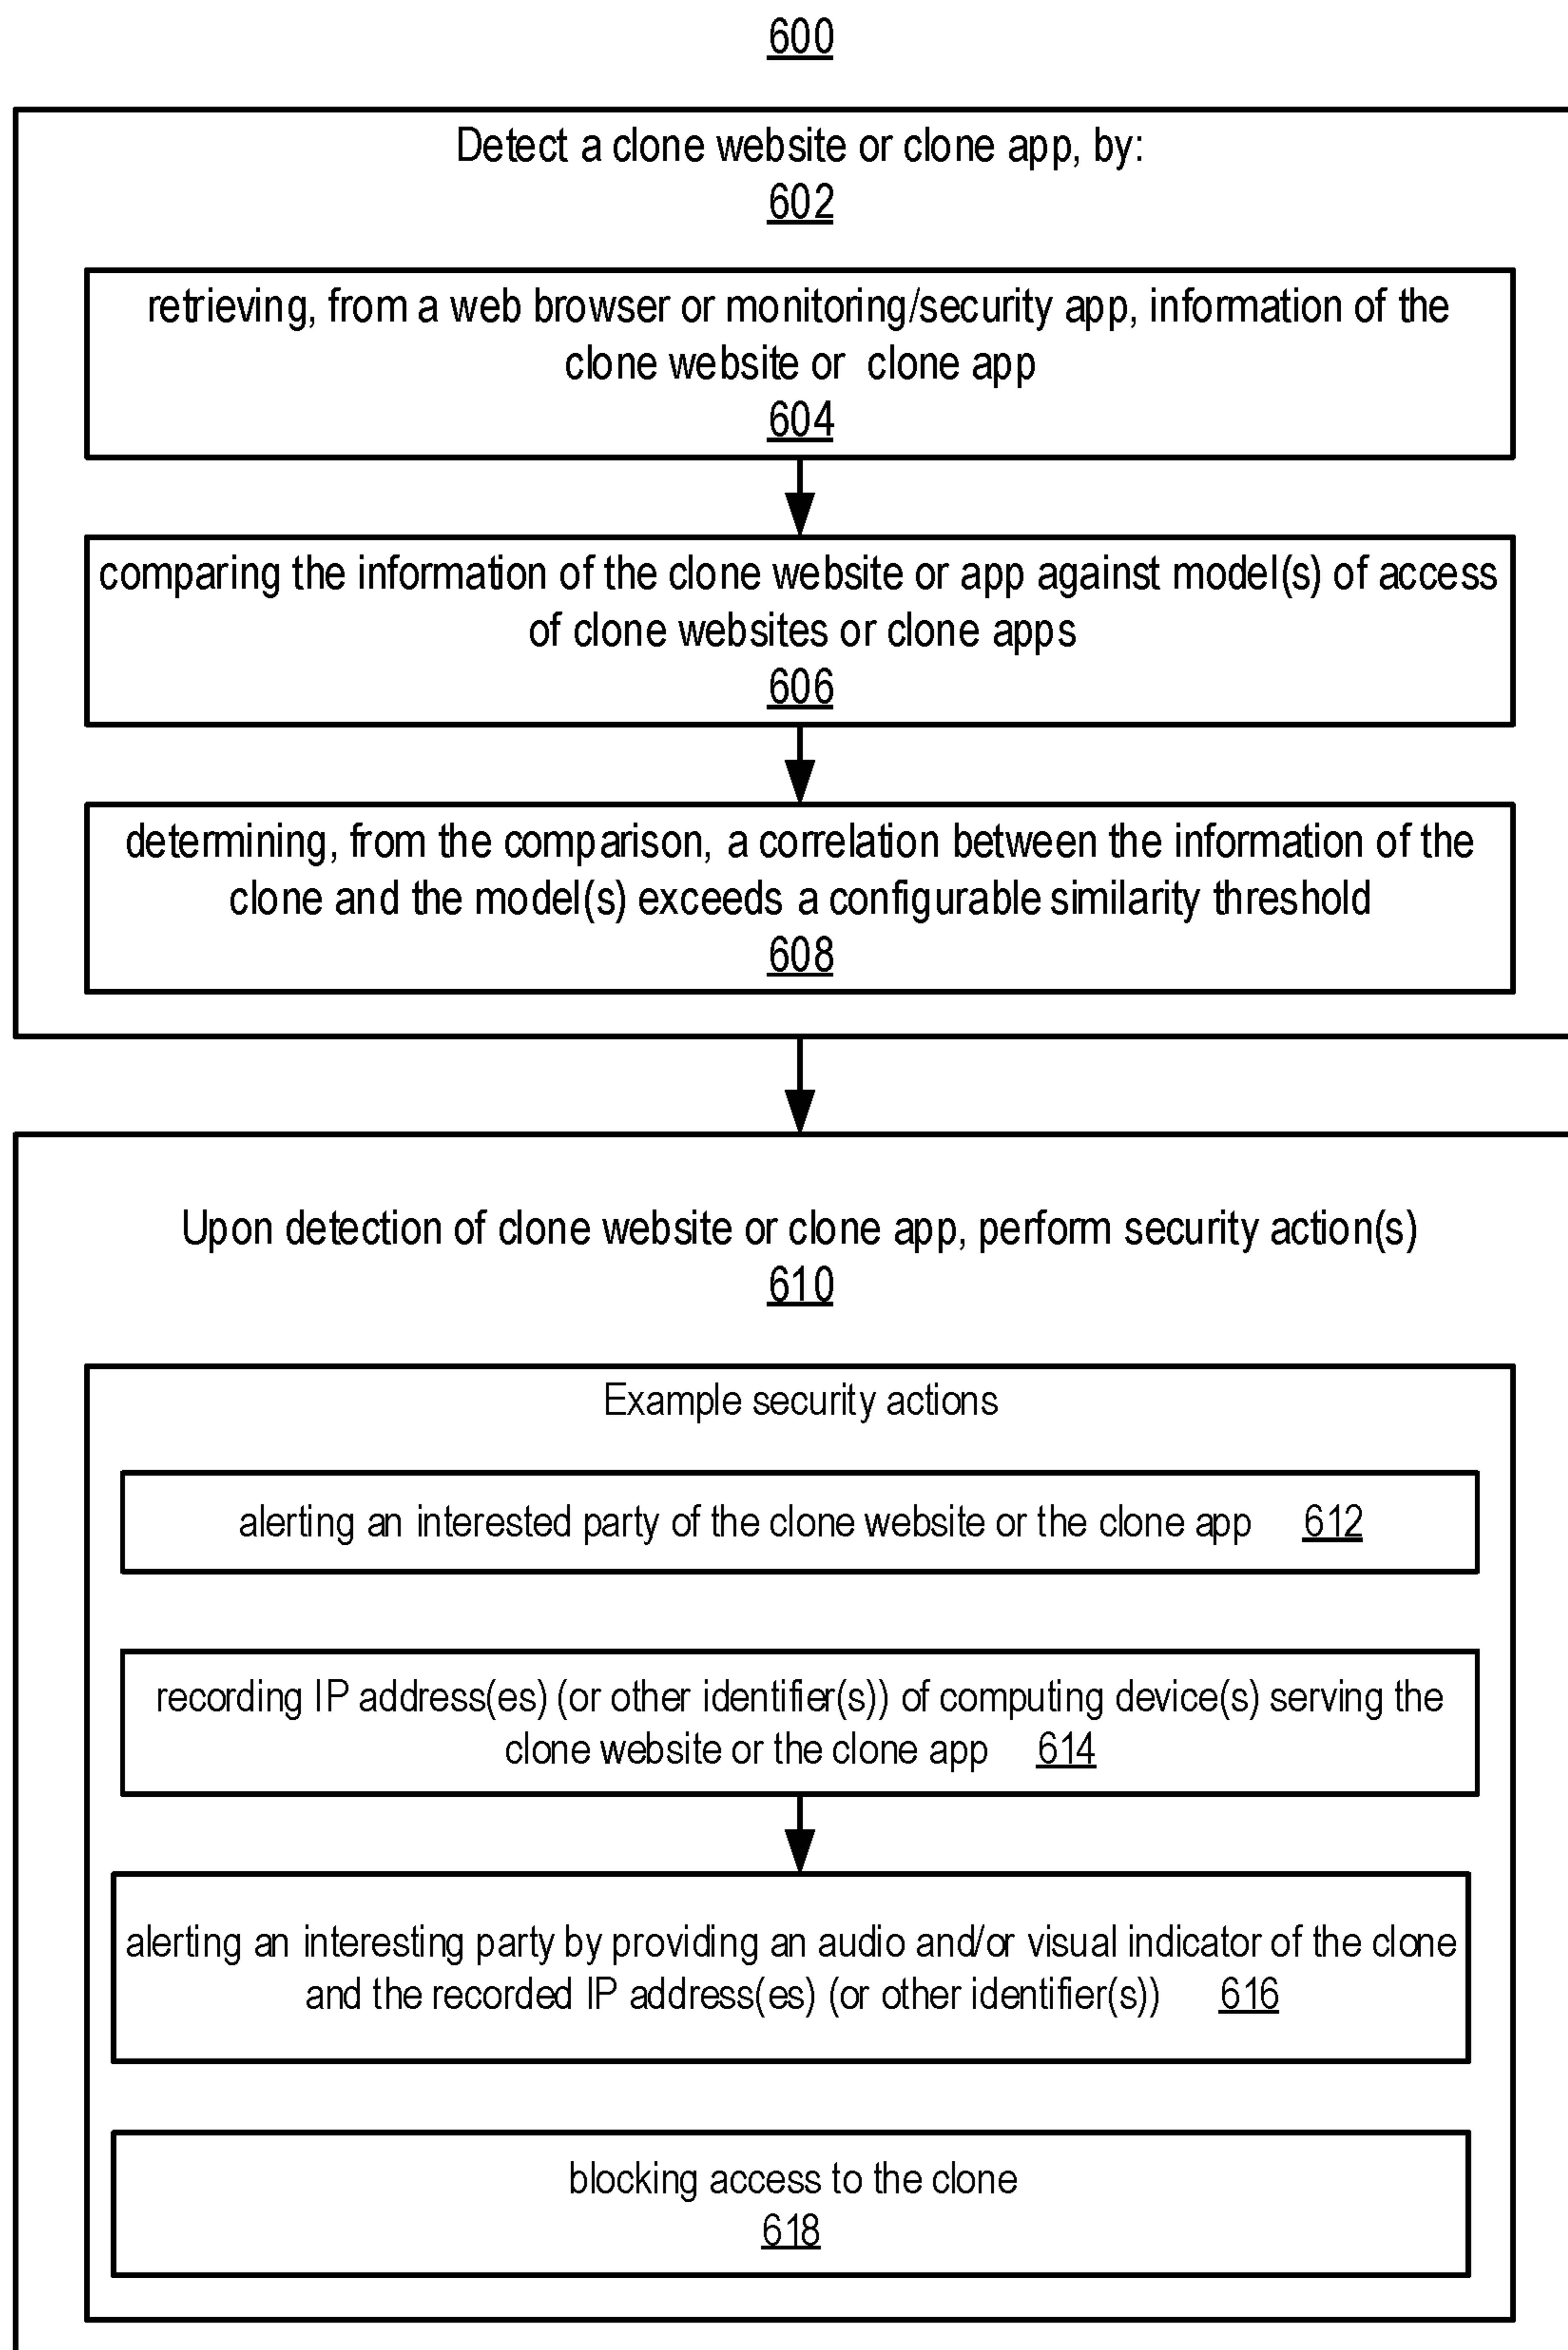 600
Detect a clone website or clone app, by:
602
retrieving, from a web browser or monitoring/security app, information of the
clone website or clone app
604
comparing the information of the clone website or app against model(s) of access
of clone websites or clone apps
606
determining, from the comparison, a correlation between the information of the
clone and the model(s) exceeds a configurable similarity threshold
608
Upon detection of clone website or clone app, perform security action(s)
610
Example security actions
alerting an interested party of the clone website or the clone app 612
recording IP address(es) (or other identifier(s)) of computing device(s) serving the
clone website or the clone app 614
alerting an interesting party by providing an audio and/or visual indicator of the clone
and the recorded IP address(es) (or other identifier(s)) 616
blocking access to the clone
618